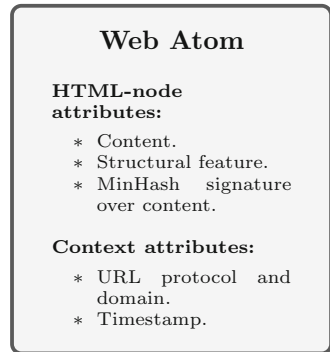 Web Atom
HTML-node
attributes:
* Content.
* Structural feature.
* MinHash signature
over content.
Context attributes:
* URL protocol and
domain.
* Timestamp.